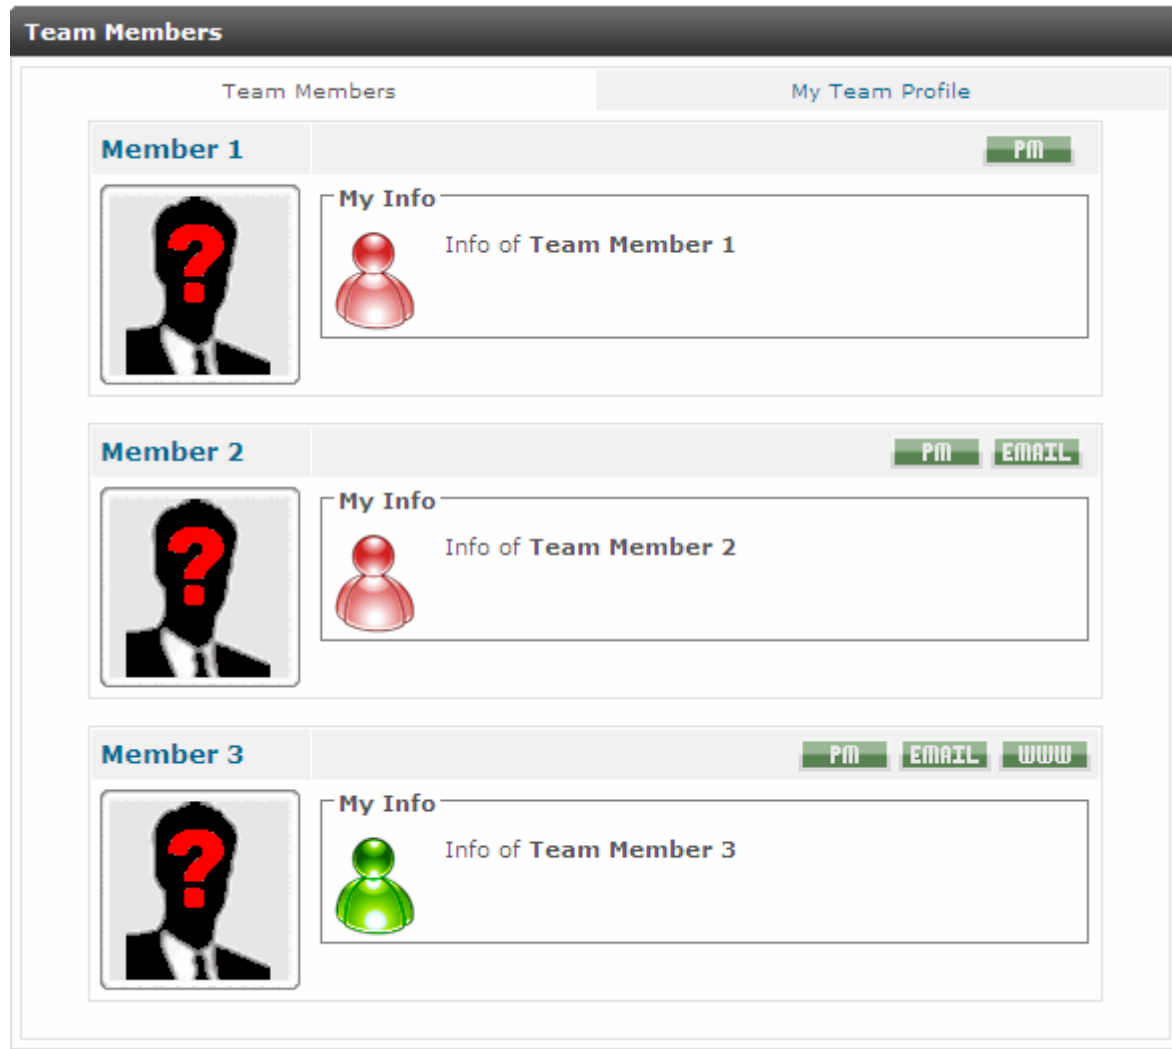 Team Members
Team Members My Team Profile
Member 1 PM
?
My Info
Info of Team Member 1
Member 2 PM EMAIL
?
My Info
Info of Team Member 2
Member 3 PM EMAIL WWW
?
My Info
Info of Team Member 3